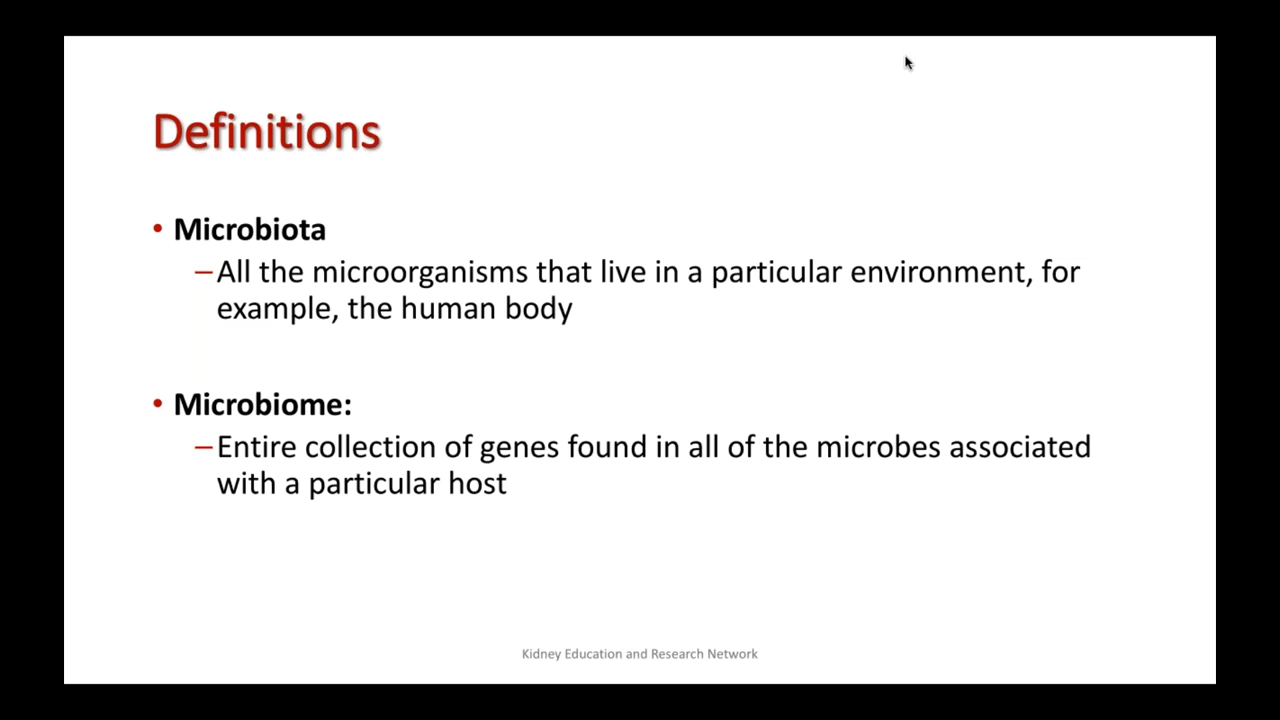 Definitions
• Microbiota
–All the microorganisms that live in a particular environment, for
example, the human body
• Microbiome:
–Entire collection of genes found in all of the microbes associated
with a particular host
Kidney Education and Research Network